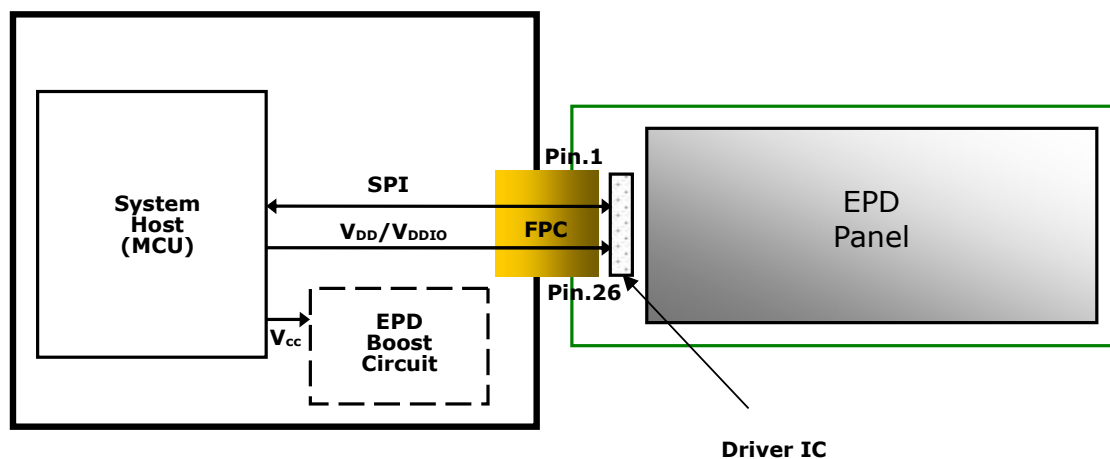 Pin.1
SPI
System
Host
(MCU)
VDD/VDDIO
FPC
EPD
Panel
Pin.26
Vcc
EPD
Boost
Circuit
Driver IC